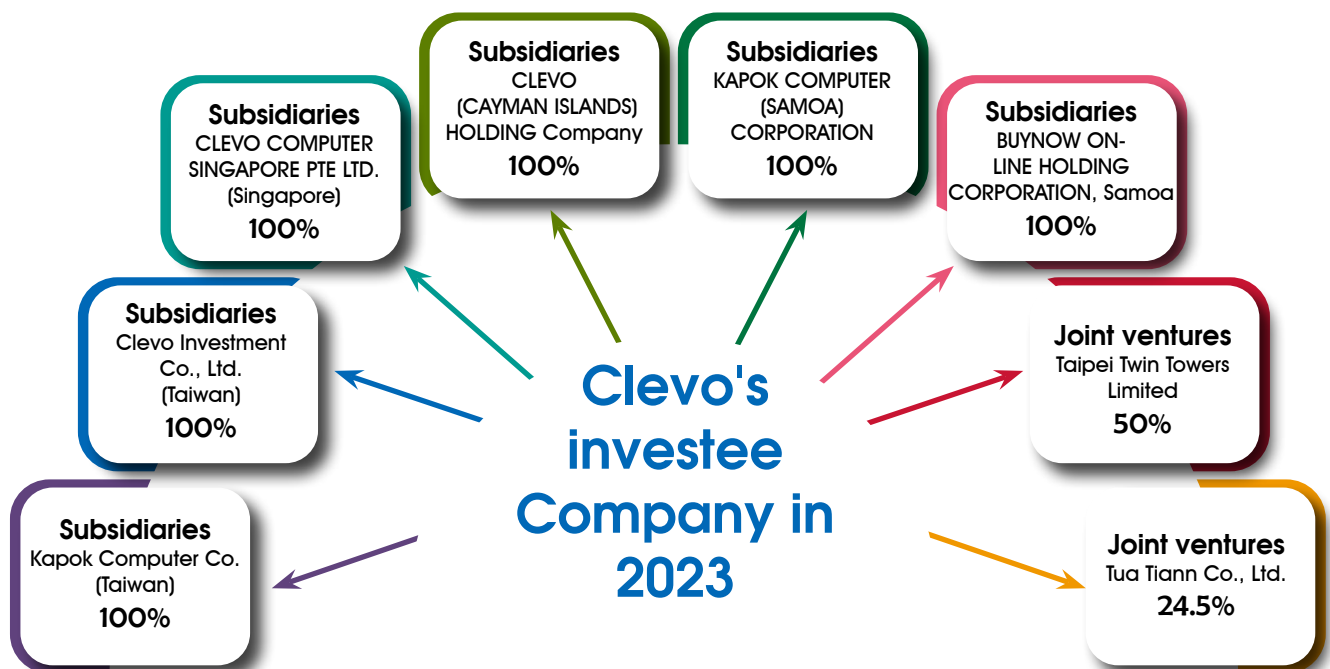 Subsidiaries
CLEVO
(CAYMAN ISLANDS)
HOLDING Company
100%
Subsidiaries
KAPOK COMPUTER
(SAMOA)
CORPORATION
100%
Subsidiaries
CLEVO COMPUTER
SINGAPORE PTE LTD.
(Singapore)
100%
Subsidiaries
BUYNOW ON-
LINE HOLDING
CORPORATION, Samoa
100%
Subsidiaries
Clevo Investment
Co., Ltd.
(Taiwan)
100%
Joint ventures
Taipei Twin Towers
Limited
50%
Clevo's
investee
Company in
2023
Subsidiaries
Kapok Computer Co.
(Taiwan)
100%
Joint ventures
Tua Tiann Co., Ltd.
24.5%